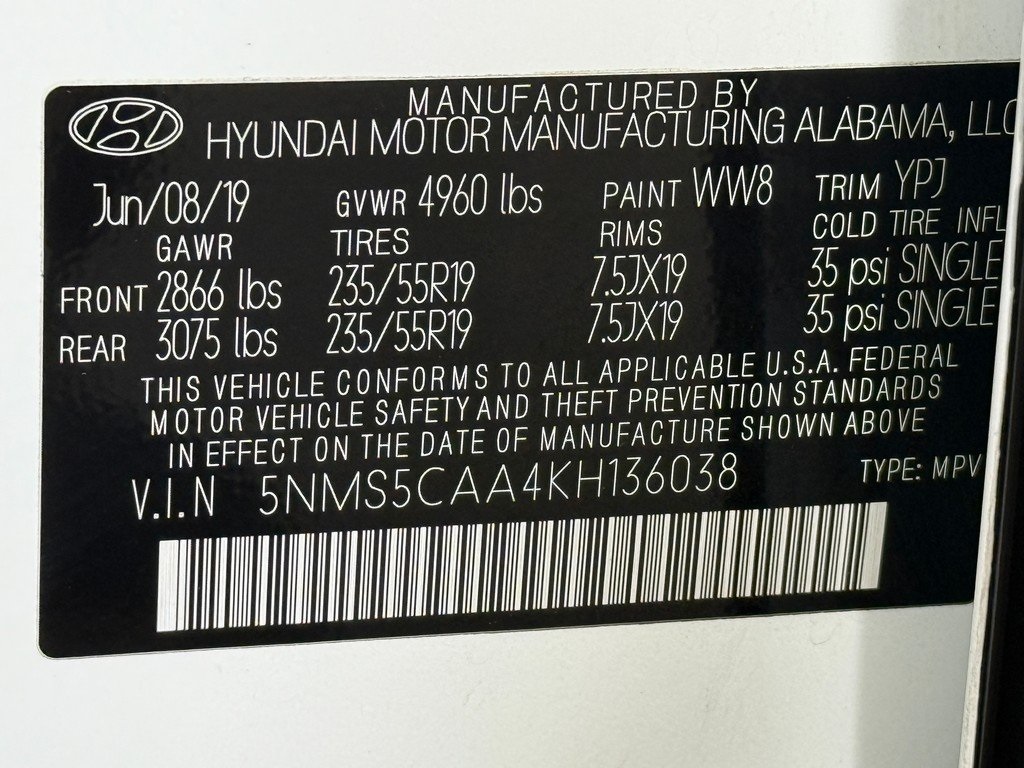 MANUFACTURED BY
HYUNDAI MOTOR MANUFACTURING ALABAMA, LLC
Jun/08/19 GVWR 4960 lbs PAINT WW8 TRIM YPJ
GAWR TIRES RIMS COLD TIRE INFL
FRONT 2866 lbs 235/55R19 7.5JX19 35 psi SINGLE
REAR 3075 lbs 235/55R19 7.5JX19 35 psi SINGLE
THIS VEHICLE CONFORMS TO ALL APPLICABLE U.S.A. FEDERAL
MOTOR VEHICLE SAFETY AND THEFT PREVENTION STANDARDS
IN EFFECT ON THE DATE OF MANUFACTURE SHOWN ABOVE
V.I.N 5NMS5CAA4KH136038 TYPE: MPV